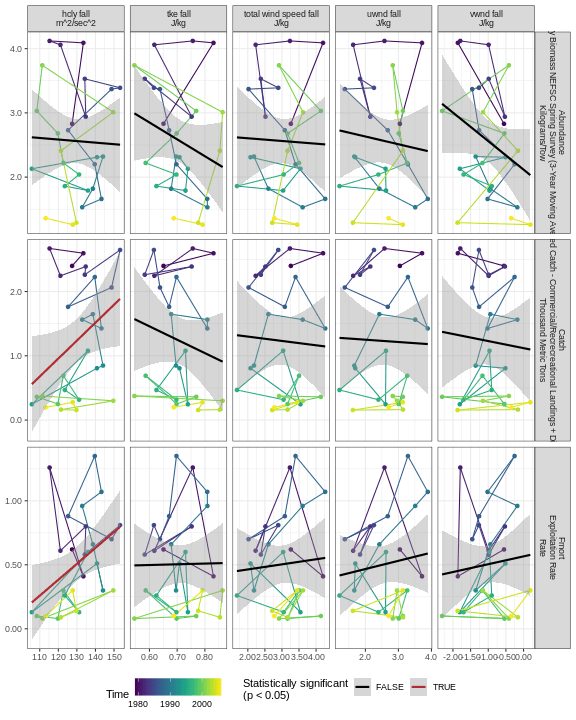 hcly fall
m^2/sec^2
tke fall
J/kg
total wind speed fall
J/kg
uwnd fall
J/kg
vwnd fall
J/kg
4.0
3.0
2.0
Abundance
Biomass NEFSC Spring Survey (3-Year Moving
Kilograms/Tow
2.0
1.0
0.0
Catch
Catch - Commercial/Recrecreational Landings +
Thousand Metric Tons
1.00
0.50
0.00
Fmort
Exploitation Rate
Rate
110 120 130 140 150
0.60 0.70 0.80
2.00 2.50 3.00 3.50 4.00
2.0 3.0 4.0
-2.00 -1.50 -1.00 -0.50 0.00
Time
1980 1990 2000
Statistically significant
(p < 0.05)
FALSE
TRUE